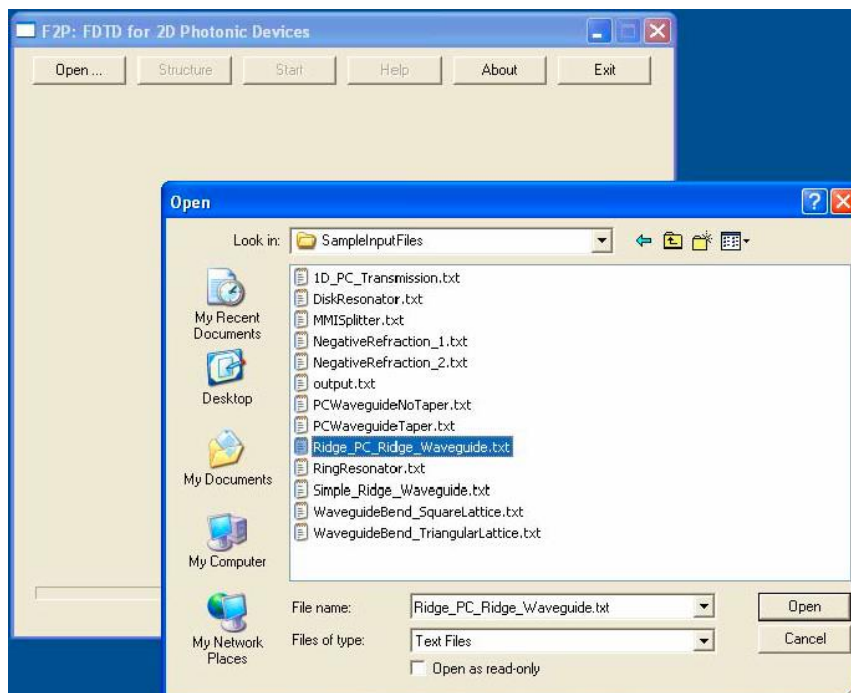 F2P: FDTD for 2D Photonic Devices
Open ... Structure Start Help About Exit
Open
Look in: SampleInputFiles
My Recent Documents
Desktop
My Documents
My Computer
My Network Places
1D_PC_Transmission.txt
DiskResonator.txt
MMISplitter.txt
NegativeRefraction_1.txt
NegativeRefraction_2.txt
output.txt
PCWaveguideNoTaper.txt
PCWaveguideTaper.txt
Ridge_PC_Ridge_Waveguide.txt
RingResonator.txt
Simple_Ridge_Waveguide.txt
WaveguideBend_SquareLattice.txt
WaveguideBend_TriangularLattice.txt
File name: Ridge_PC_Ridge_Waveguide.txt Open
Files of type: Text Files Cancel
Open as read-only